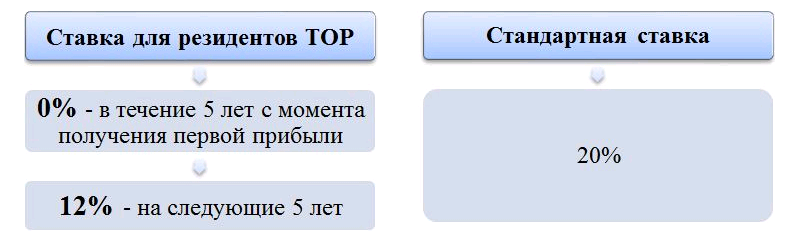 Ставка для резидентов ТОР
0% - в течение 5 лет с момента
получения первой прибыли
12% - на следующие 5 лет
Стандартная ставка
20%